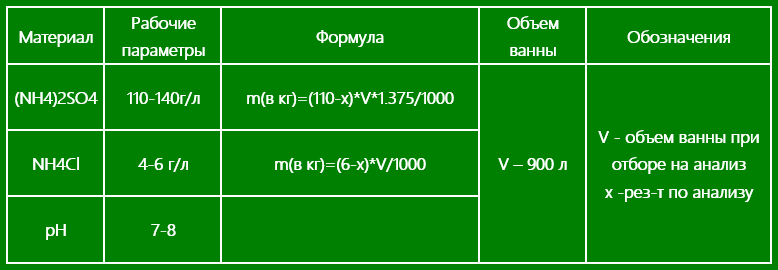 Материал
Рабочие
параметры
Формула
Объем
ванны
Обозначения
(NH4)2SO4
110-140г/л
m(в кг)=(110-x)*V*1.375/1000
NH4Cl
4-6 г/л
m(в кг)=(6-x)*V/1000
pH
7-8
V – 900 л
V - объем ванны при
отборе на анализ
x -рез-т по анализу